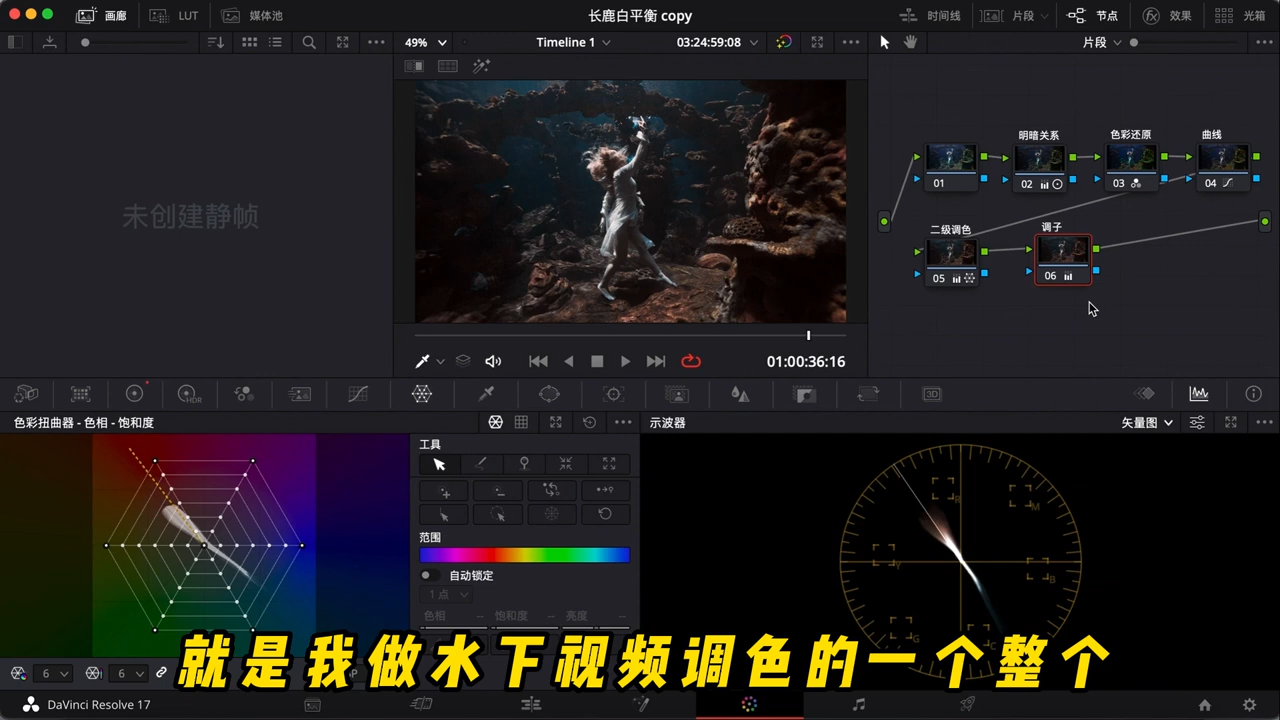 画廊
LUT
媒体池
长鹿白平衡 copy
时间线
片段
节点
效果
光箱
49%
Timeline 1
03:24:59:08
片段
未创建静帧
明暗关系
色彩还原
曲线
01
02
03
04
二级调色
调子
05
06
01:00:36:16
HDR
3D
色彩扭曲器 - 色相 - 饱和度
示波器
矢量图
工具
范围
自动锁定
1 点
色相 --
饱和度 --
亮度 --
R
M
Y
B
G
C
就是我做水下视频调色的一个整个
6
6
DaVinci Resolve 17